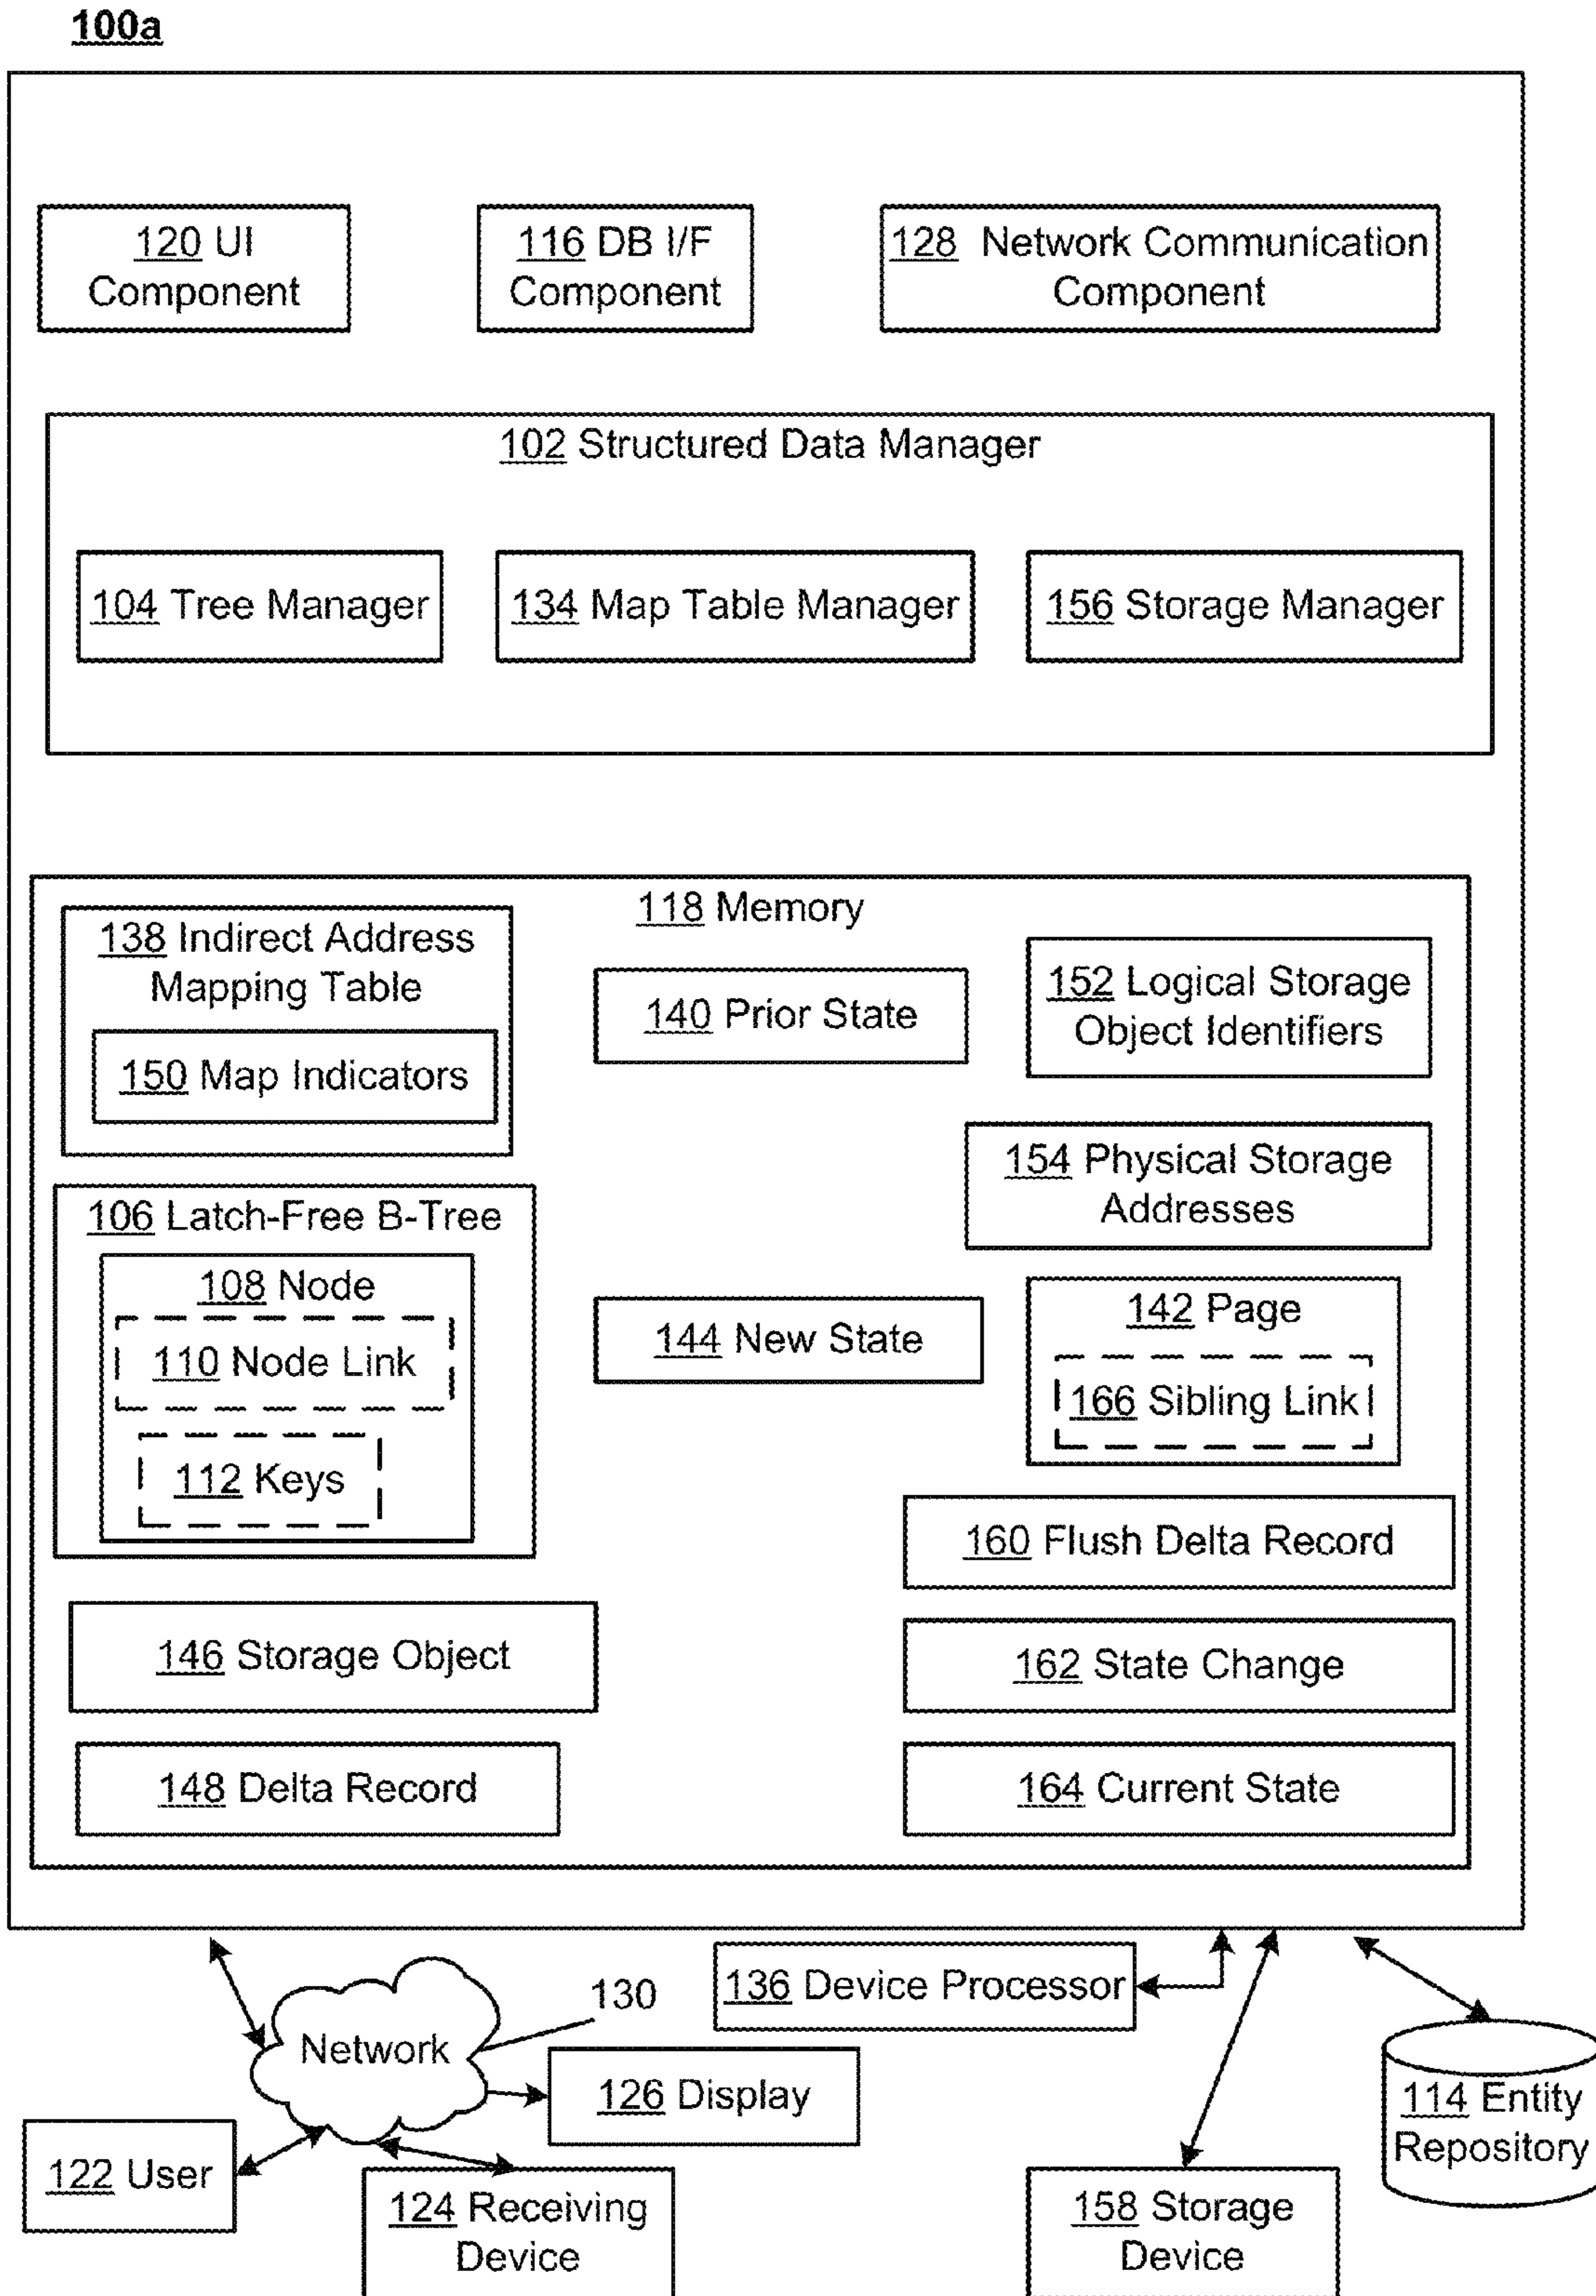 100a
120 UI
Component
116 DB I/F
Component
128 Network Communication
Component
102 Structured Data Manager
104 Tree Manager
134 Map Table Manager
156 Storage Manager
118 Memory
138 Indirect Address
Mapping Table
150 Map Indicators
140 Prior State
152 Logical Storage
Object Identifiers
154 Physical Storage
Addresses
106 Latch-Free B-Tree
108 Node
110 Node Link
112 Keys
144 New State
142 Page
166 Sibling Link
160 Flush Delta Record
146 Storage Object
162 State Change
148 Delta Record
164 Current State
136 Device Processor
130
Network
126 Display
114 Entity
Repository
122 User
124 Receiving
Device
158 Storage
Device